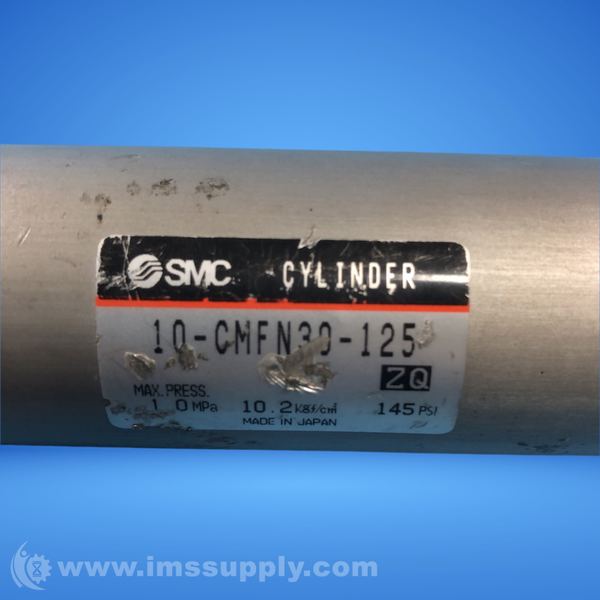 SMC CYLINDER
10-CMFN30-125
ZQ
MAX.PRESS.
1.0MPa 10.2Kgf/cm² 145PSI
MADE IN JAPAN
www.imssupply.com